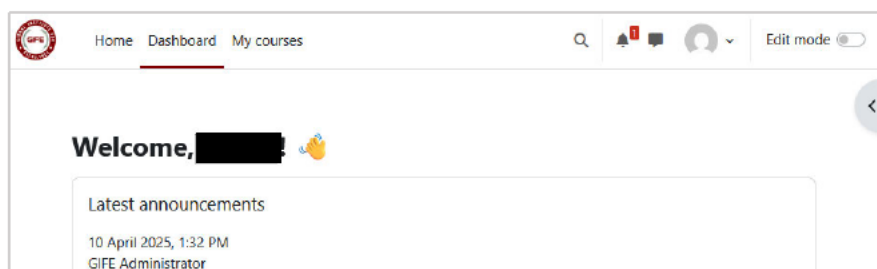 GIFE
Home Dashboard My courses
1
Edit mode
Welcome, !
Latest announcements
10 April 2025, 1:32 PM
GIFE Administrator